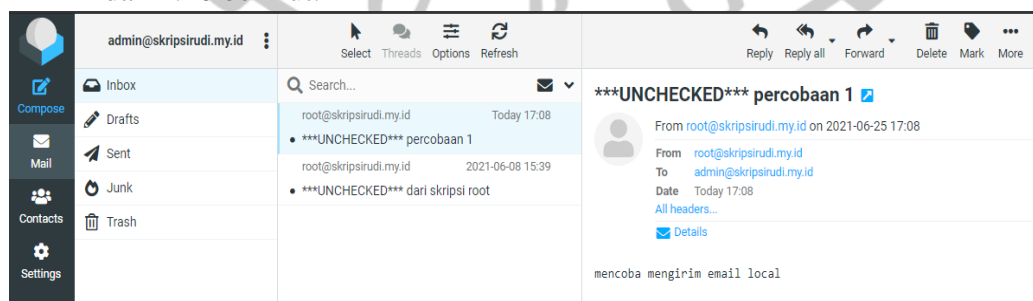 admin@skripsirudi.my.id
Select Threads Options Refresh
Reply Reply all Forward Delete Mark More
Compose
Mail
Contacts
Settings
Inbox
Drafts
Sent
Junk
Trash
Search...
root@skripsirudi.my.id Today 17:08
***UNCHECKED*** percobaan 1
root@skripsirudi.my.id 2021-06-08 15:39
***UNCHECKED*** dari skripsi root
***UNCHECKED*** percobaan 1
From root@skripsirudi.my.id on 2021-06-25 17:08
From root@skripsirudi.my.id
To admin@skripsirudi.my.id
Date Today 17:08
All headers...
Details
mencoba mengirim email local